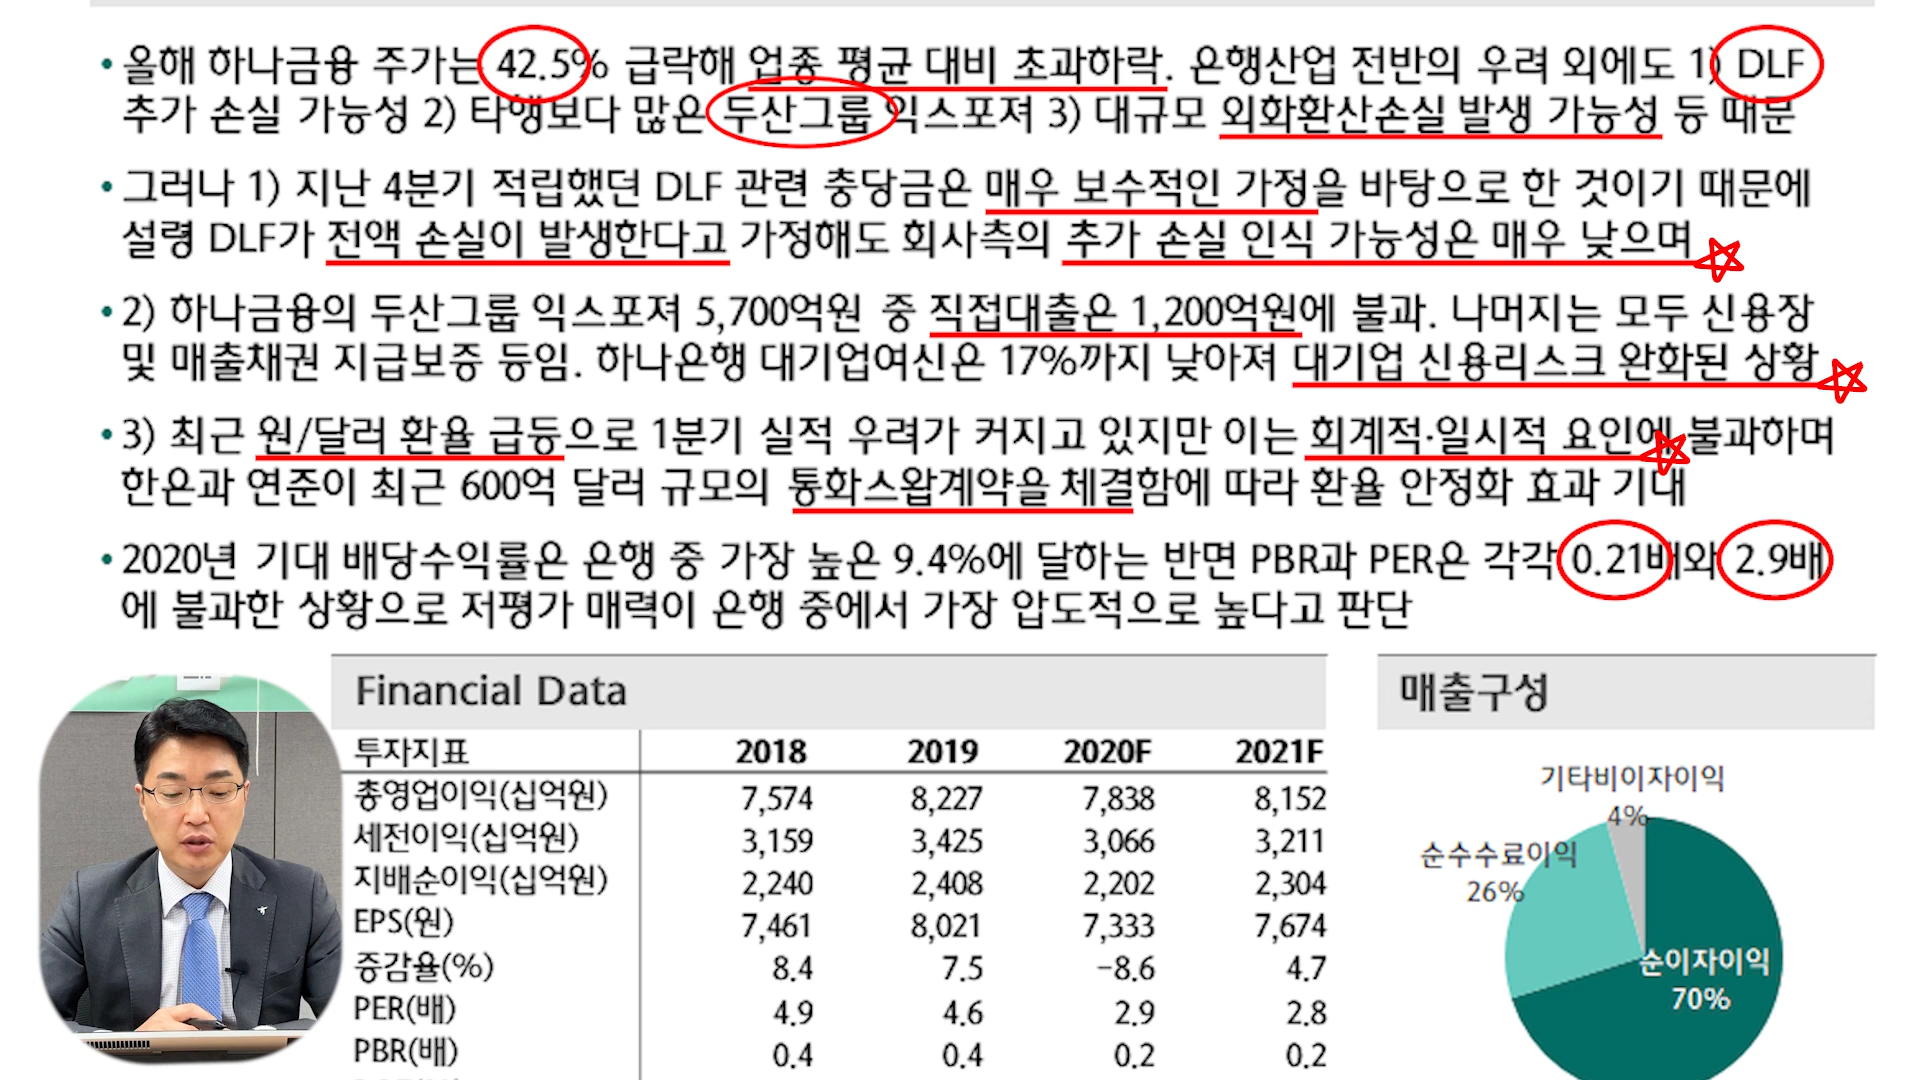 • 올해 하나금융 주가는 42.5% 급락해 업종 평균 대비 초과하락. 은행산업 전반의 우려 외에도 1) DLF
추가 손실 가능성 2) 타행보다 많은 두산그룹 익스포져 3) 대규모 외화환산손실 발생 가능성 등 때문
• 그러나 1) 지난 4분기 적립했던 DLF 관련 충당금은 매우 보수적인 가정을 바탕으로 한 것이기 때문에
설령 DLF가 전액 손실이 발생한다고 가정해도 회사측의 추가 손실 인식 가능성은 매우 낮으며
• 2) 하나금융의 두산그룹 익스포져 5,700억원 중 직접대출은 1,200억원에 불과. 나머지는 모두 신용장
및 매출채권 지급보증 등임. 하나은행 대기업여신은 17%까지 낮아져 대기업 신용리스크 완화된 상황
• 3) 최근 원/달러 환율 급등으로 1분기 실적 우려가 커지고 있지만 이는 회계적·일시적 요인에 불과하며
한은과 연준이 최근 600억 달러 규모의 통화스왑계약을 체결함에 따라 환율 안정화 효과 기대
• 2020년 기대 배당수익률은 은행 중 가장 높은 9.4%에 달하는 반면 PBR과 PER은 각각 0.21배와 2.9배
에 불과한 상황으로 저평가 매력이 은행 중에서 가장 압도적으로 높다고 판단
Financial Data
투자지표 2018 2019 2020F 2021F
총영업이익(십억원) 7,574 8,227 7,838 8,152
세전이익(십억원) 3,159 3,425 3,066 3,211
지배순이익(십억원) 2,240 2,408 2,202 2,304
EPS(원) 7,461 8,021 7,333 7,674
증감율(%) 8.4 7.5 -8.6 4.7
PER(배) 4.9 4.6 2.9 2.8
PBR(배) 0.4 0.4 0.2 0.2
매출구성
기타비이자이익
4%
순수수료이익
26%
순이자이익
70%